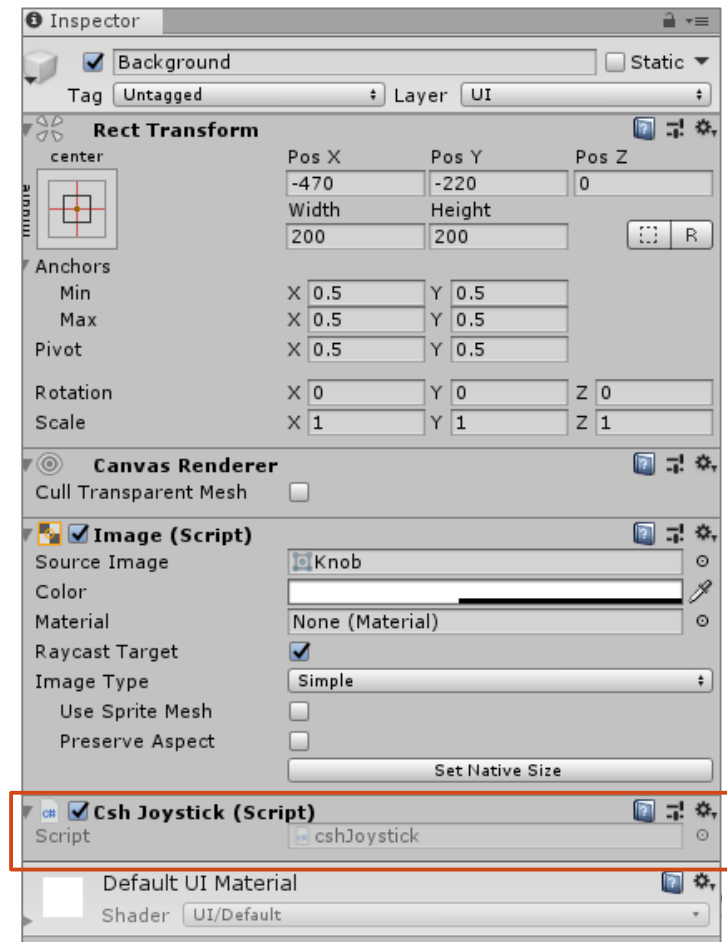 Inspector
Background Static
Tag Untagged Layer UI
Rect Transform
center Pos X Pos Y Pos Z
middle -470 -220 0
Width Height
200 200 R
Anchors
Min X 0.5 Y 0.5
Max X 0.5 Y 0.5
Pivot X 0.5 Y 0.5
Rotation X 0 Y 0 Z 0
Scale X 1 Y 1 Z 1
Canvas Renderer
Cull Transparent Mesh
Image (Script)
Source Image Knob
Color
Material None (Material)
Raycast Target
Image Type Simple
Use Sprite Mesh
Preserve Aspect
Set Native Size
c# Csh Joystick (Script)
Script cshJoystick
Default UI Material
Shader UI/Default